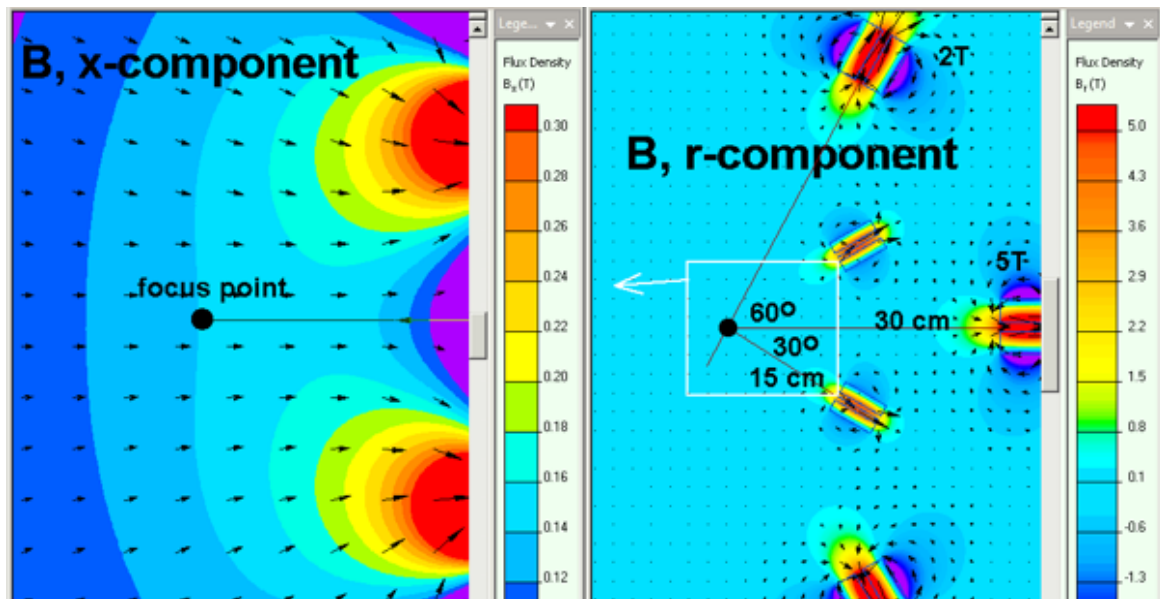 Lege...
B, x-component
Flux Density
Bx (T)
0.30
0.28
0.26
0.24
0.22
0.20
0.18
0.16
0.14
0.12
focus point
Legend
2T
B, r-component
Flux Density
Br (T)
5.0
4.3
3.6
2.9
2.2
1.5
0.8
0.1
-0.6
-1.3
5T
60º
30 cm
30º
15 cm